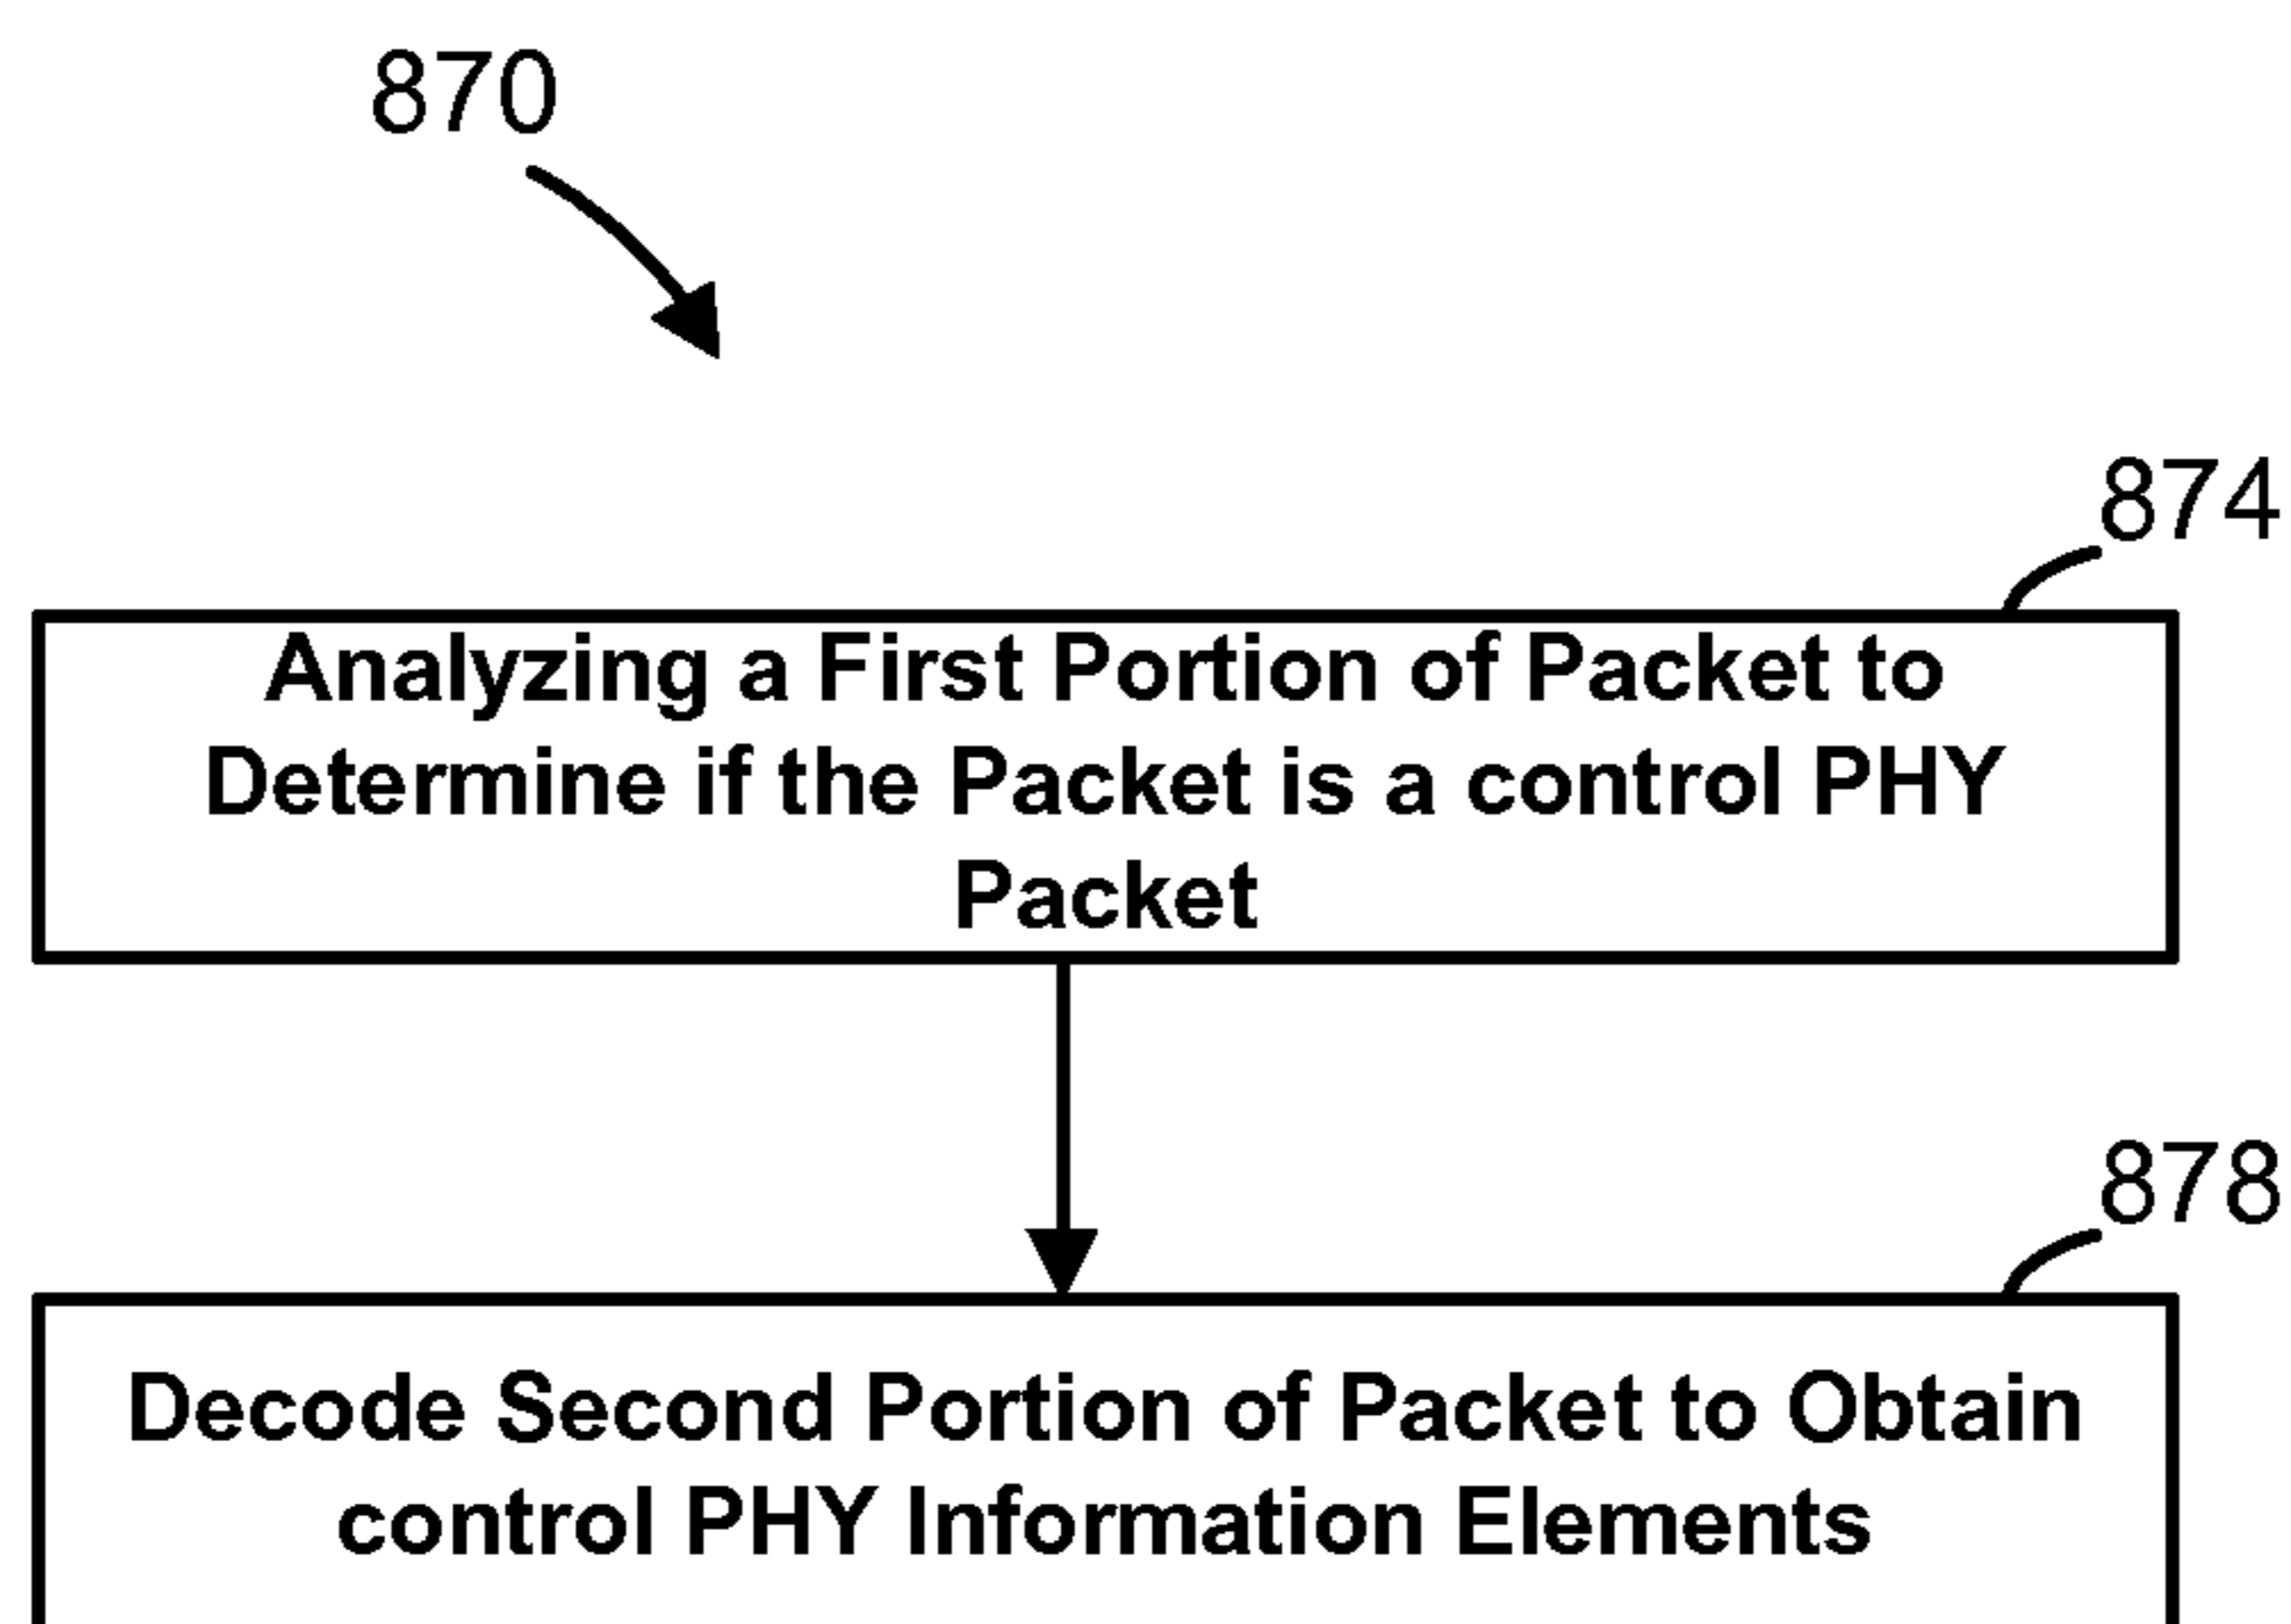 870
874
Analyzing a First Portion of Packet to
Determine if the Packet is a control PHY
Packet
878
Decode Second Portion of Packet to Obtain
control PHY Information Elements